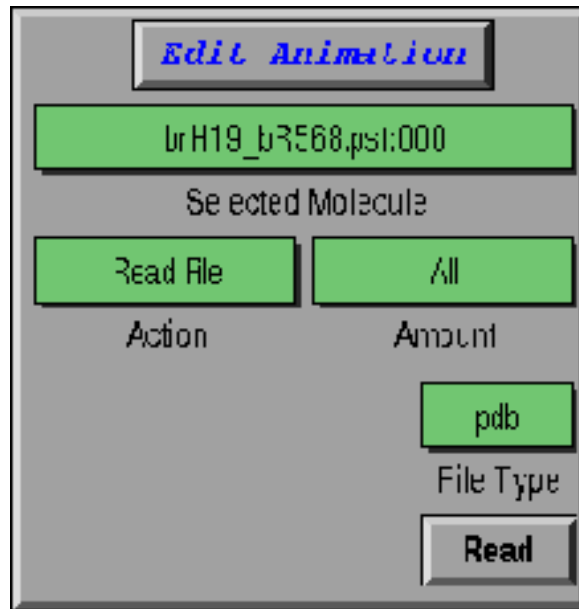 Edit Animation
brH19_bR568.psf:000
Selected Molecule
Read File All
Action Amount
pdb
File Type
Read